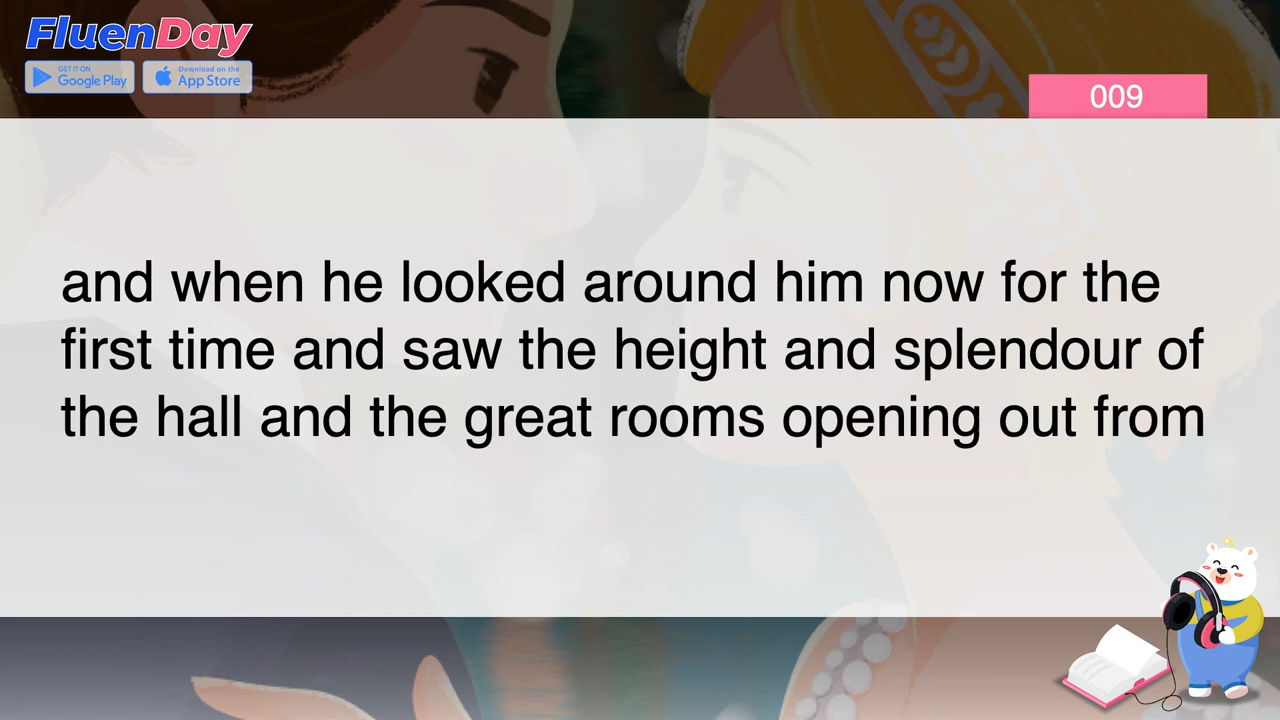 FluenDay
GET IT ON
Google Play
Download on the
App Store
009
and when he looked around him now for the
first time and saw the height and splendour of
the hall and the great rooms opening out from